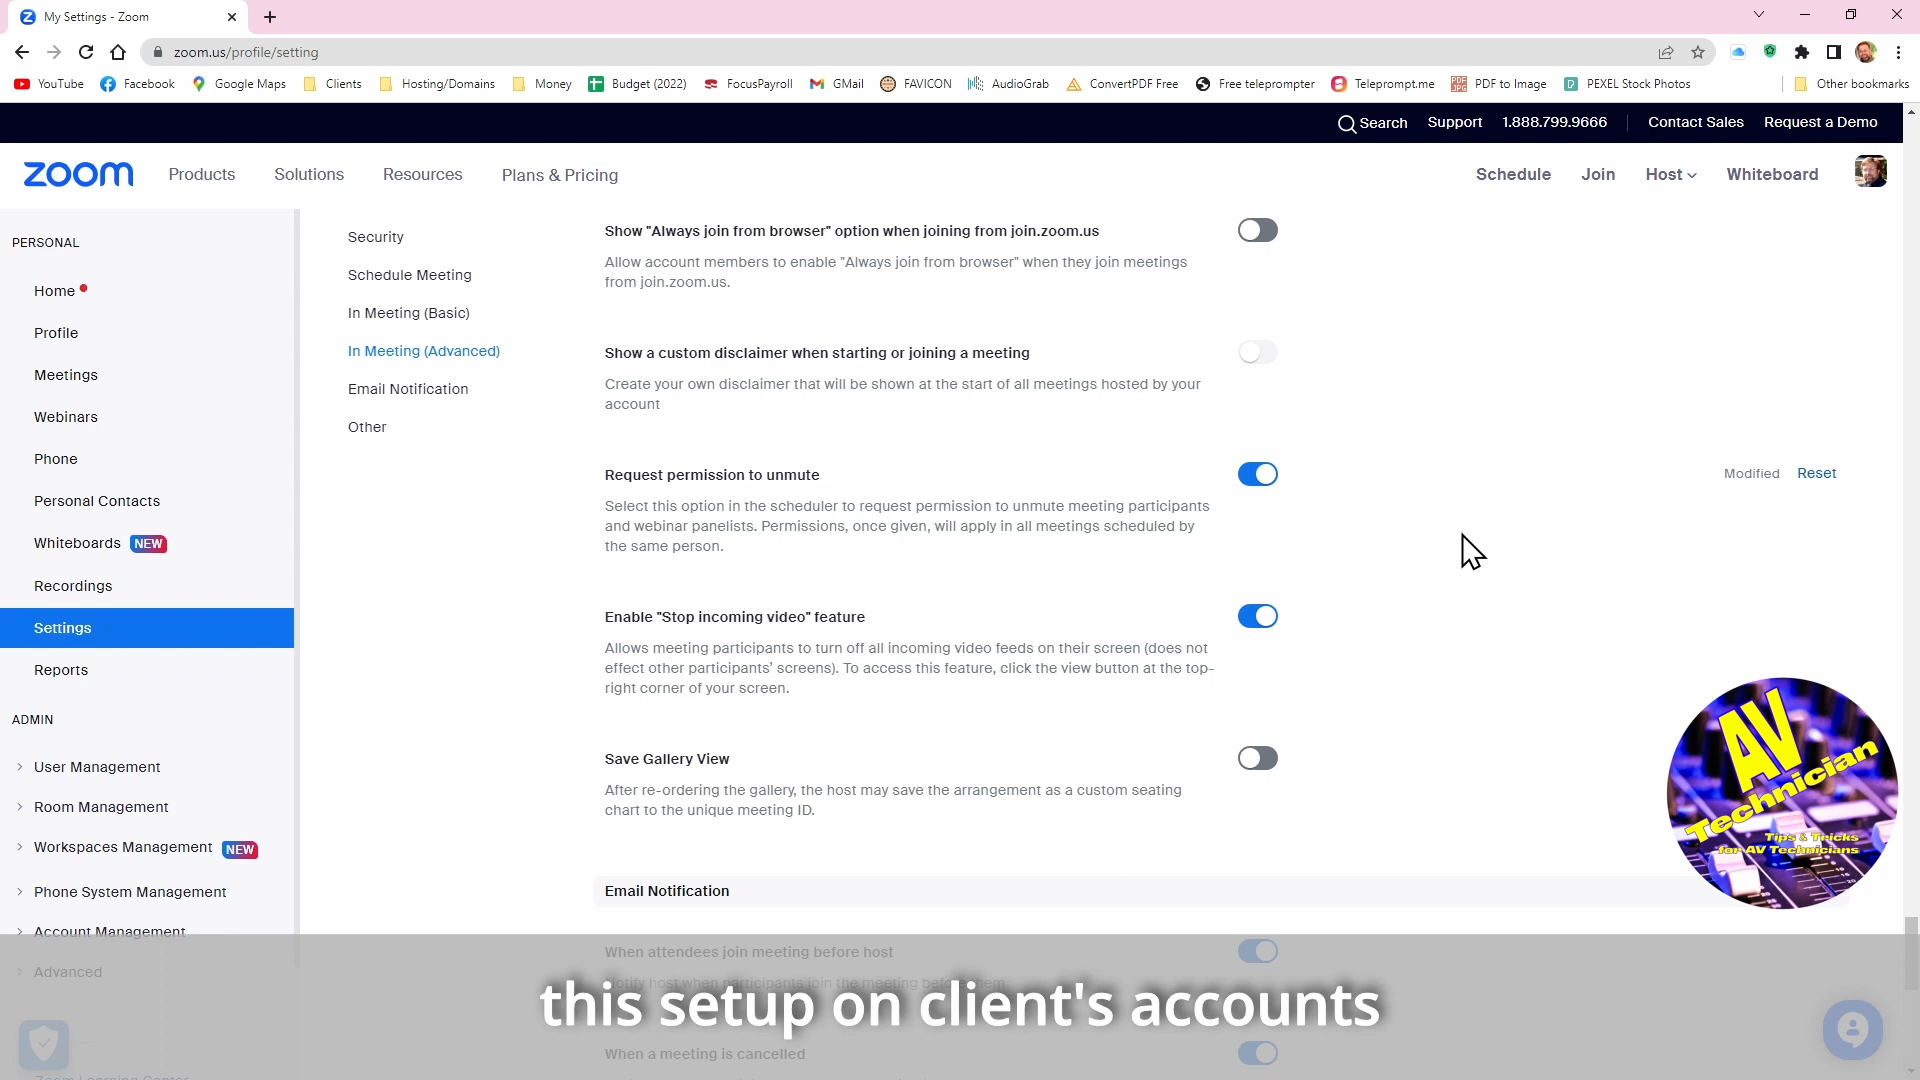 My Settings - Zoom
zoom.us/profile/setting
YouTube
Facebook
Google Maps
Clients
Hosting/Domains
Money
Budget (2022)
FocusPayroll
GMail
FAVICON
AudioGrab
ConvertPDF Free
Free teleprompter
Teleprompt.me
PDF to Image
PEXEL Stock Photos
Other bookmarks
Search
Support
1.888.799.9666
Contact Sales
Request a Demo
zoom
Products
Solutions
Resources
Plans & Pricing
Schedule
Join
Host
Whiteboard
PERSONAL
Home
Profile
Meetings
Webinars
Phone
Personal Contacts
Whiteboards NEW
Recordings
Settings
Reports
ADMIN
User Management
Room Management
Workspaces Management NEW
Phone System Management
Account Management
Advanced
Zoom Learning Center
Security
Schedule Meeting
In Meeting (Basic)
In Meeting (Advanced)
Email Notification
Other
Show "Always join from browser" option when joining from join.zoom.us
Allow account members to enable "Always join from browser" when they join meetings
from join.zoom.us.
Show a custom disclaimer when starting or joining a meeting
Create your own disclaimer that will be shown at the start of all meetings hosted by your
account
Request permission to unmute
Modified Reset
Select this option in the scheduler to request permission to unmute meeting participants
and webinar panelists. Permissions, once given, will apply in all meetings scheduled by
the same person.
Enable "Stop incoming video" feature
Allows meeting participants to turn off all incoming video feeds on their screen (does not
effect other participants' screens). To access this feature, click the view button at the top-
right corner of your screen.
Save Gallery View
After re-ordering the gallery, the host may save the arrangement as a custom seating
chart to the unique meeting ID.
AV
Technician
Tips & Tricks
for AV Technicians
Email Notification
When attendees join meeting before host
Notify host when participants join the meeting before them
this setup on client's accounts
When a meeting is cancelled